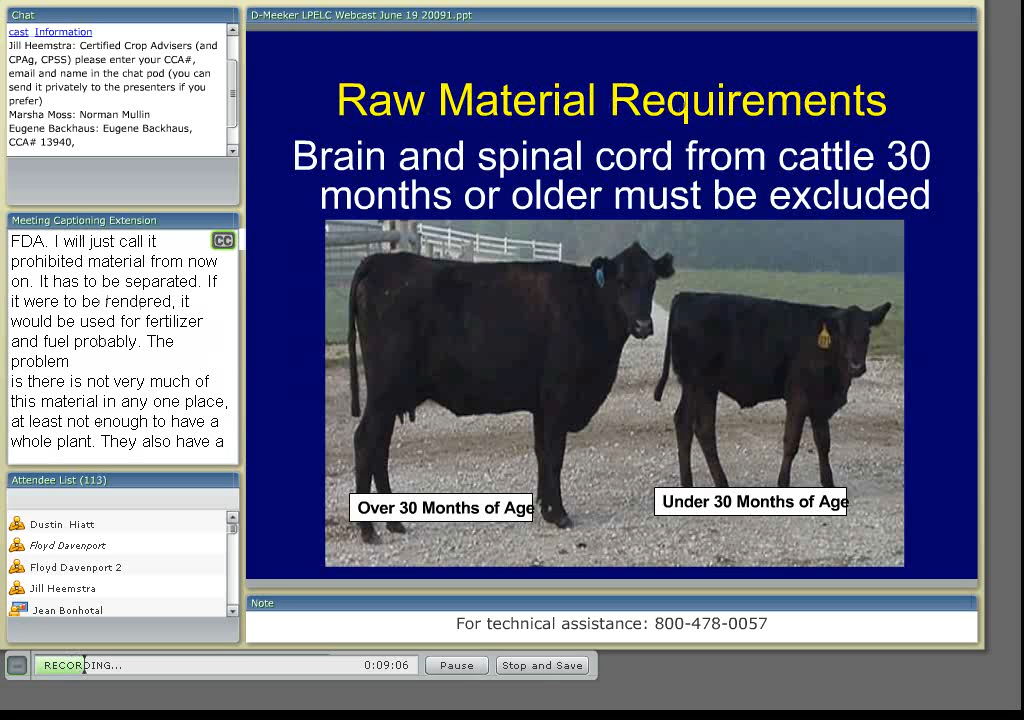 Chat
cast Information
Jill Heemstra: Certified Crop Advisers (and
CPAg, CPSS) please enter your CCA#,
email and name in the chat pod (you can
send it privately to the presenters if you
prefer)
Marsha Moss: Norman Mullin
Eugene Backhaus: Eugene Backhaus,
CCA# 13940,
Meeting Captioning Extension
CC
FDA. I will just call it
prohibited material from now
on. It has to be separated. If
it were to be rendered, it
would be used for fertilizer
and fuel probably. The
problem
is there is not very much of
this material in any one place,
at least not enough to have a
whole plant. They also have a
Attendee List (113)
Dustin Hiatt
Floyd Davenport
Floyd Davenport 2
Jill Heemstra
Jean Bonhotal
D-Meeker LPELC Webcast June 19 20091.ppt
Raw Material Requirements
Brain and spinal cord from cattle 30
months or older must be excluded
Over 30 Months of Age
Under 30 Months of Age
Note
For technical assistance: 800-478-0057
RECORDING...
0:09:06
Pause
Stop and Save